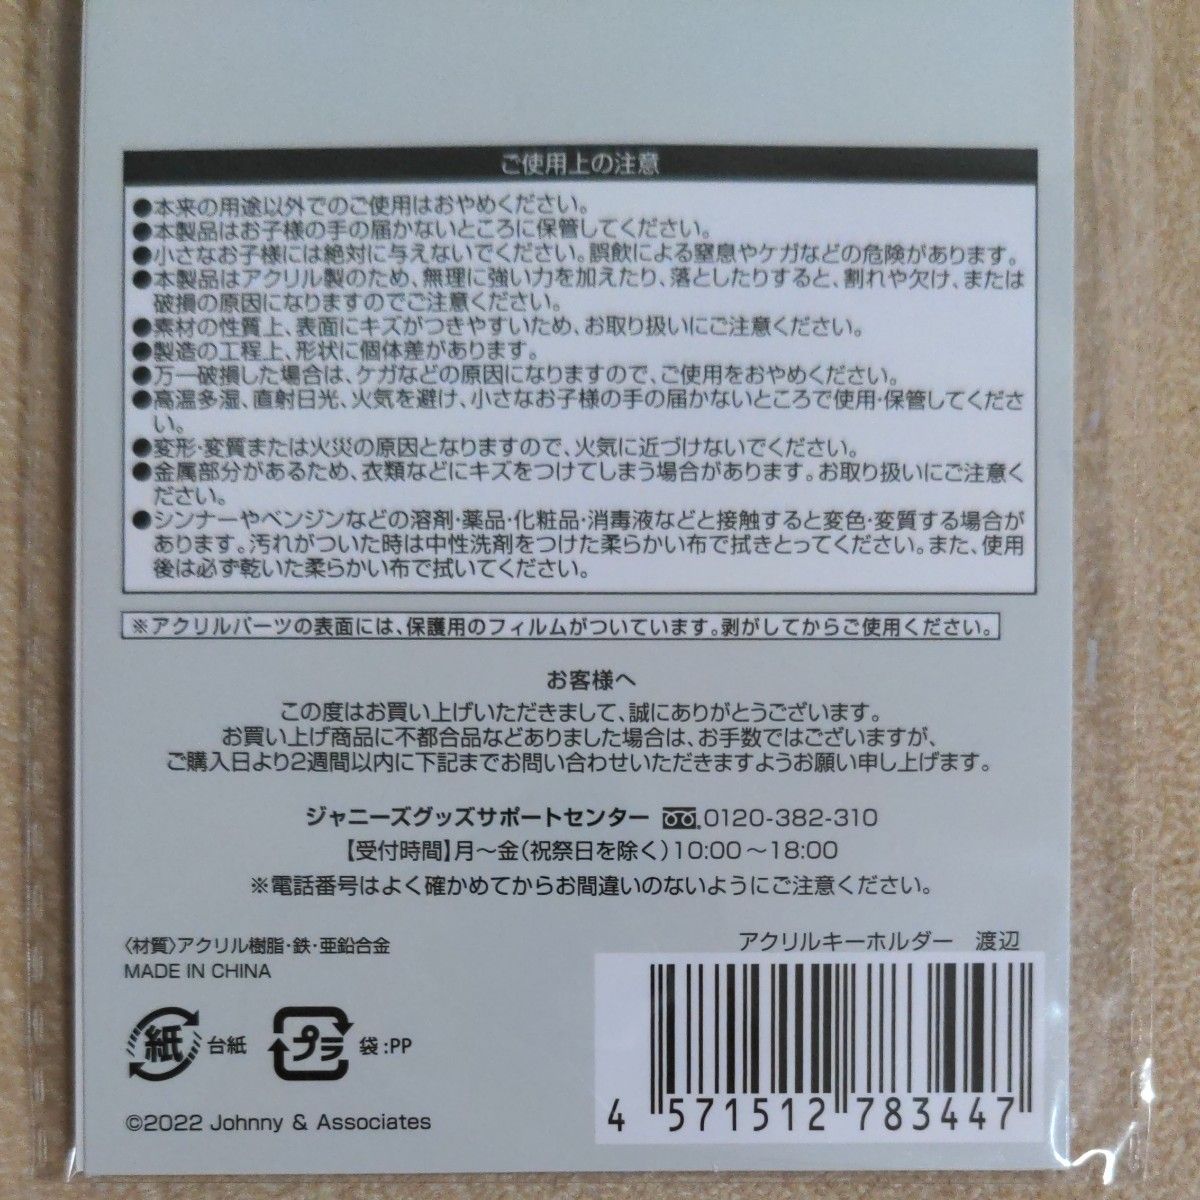 ご使用上の注意
●本来の用途以外でのご使用はおやめください。
●本製品はお子様の手の届かないところに保管してください。
●小さなお子様には絶対に与えないでください。誤飲による窒息やケガなどの危険があります。
●本製品はアクリル製のため、無理に強い力を加えたり、落としたりすると、割れや欠け、または
破損の原因になりますのでご注意ください。
●素材の性質上、表面にキズがつきやすいため、お取り扱いにご注意ください。
●製造の工程上、形状に個体差があります。
●万一破損した場合は、ケガなどの原因になりますので、ご使用をおやめください。
●高温多湿、直射日光、火気を避け、小さなお子様の手の届かないところで使用・保管してくださ
い。
●変形・変質または火災の原因となりますので、火気に近づけないでください。
●金属部分があるため、衣類などにキズをつけてしまう場合があります。お取り扱いにご注意く
ださい。
●シンナーやベンジンなどの溶剤・薬品・化粧品・消毒液などと接触すると変色・変質する場合が
あります。汚れがついた時は中性洗剤をつけた柔らかい布で拭きとってください。また、使用
後は必ず乾いた柔らかい布で拭いてください。
※アクリルパーツの表面には、保護用のフィルムがついています。剥がしてからご使用ください。
お客様へ
この度はお買い上げいただきまして、誠にありがとうございます。
お買い上げ商品に不都合品などありました場合は、お手数ではございますが、
ご購入日より2週間以内に下記までお問い合わせいただきますようお願い申し上げます。
ジャニーズグッズサポートセンター 0120-382-310
【受付時間】月〜金(祝祭日を除く)10:00〜18:00
※電話番号はよく確かめてからお間違いのないようにご注意ください。
〈材質〉アクリル樹脂・鉄・亜鉛合金
MADE IN CHINA
アクリルキーホルダー 渡辺
紙 台紙 プラ 袋:PP
4 571512 783447
©2022 Johnny & Associates